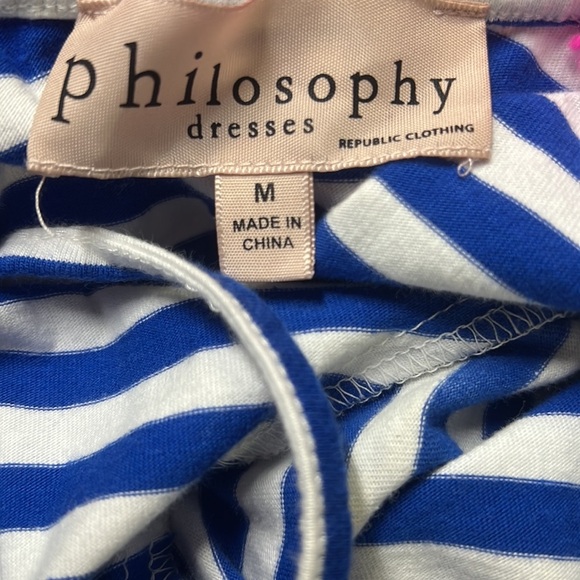 philosophy
dresses
REPUBLIC CLOTHING
M
MADE IN
CHINA